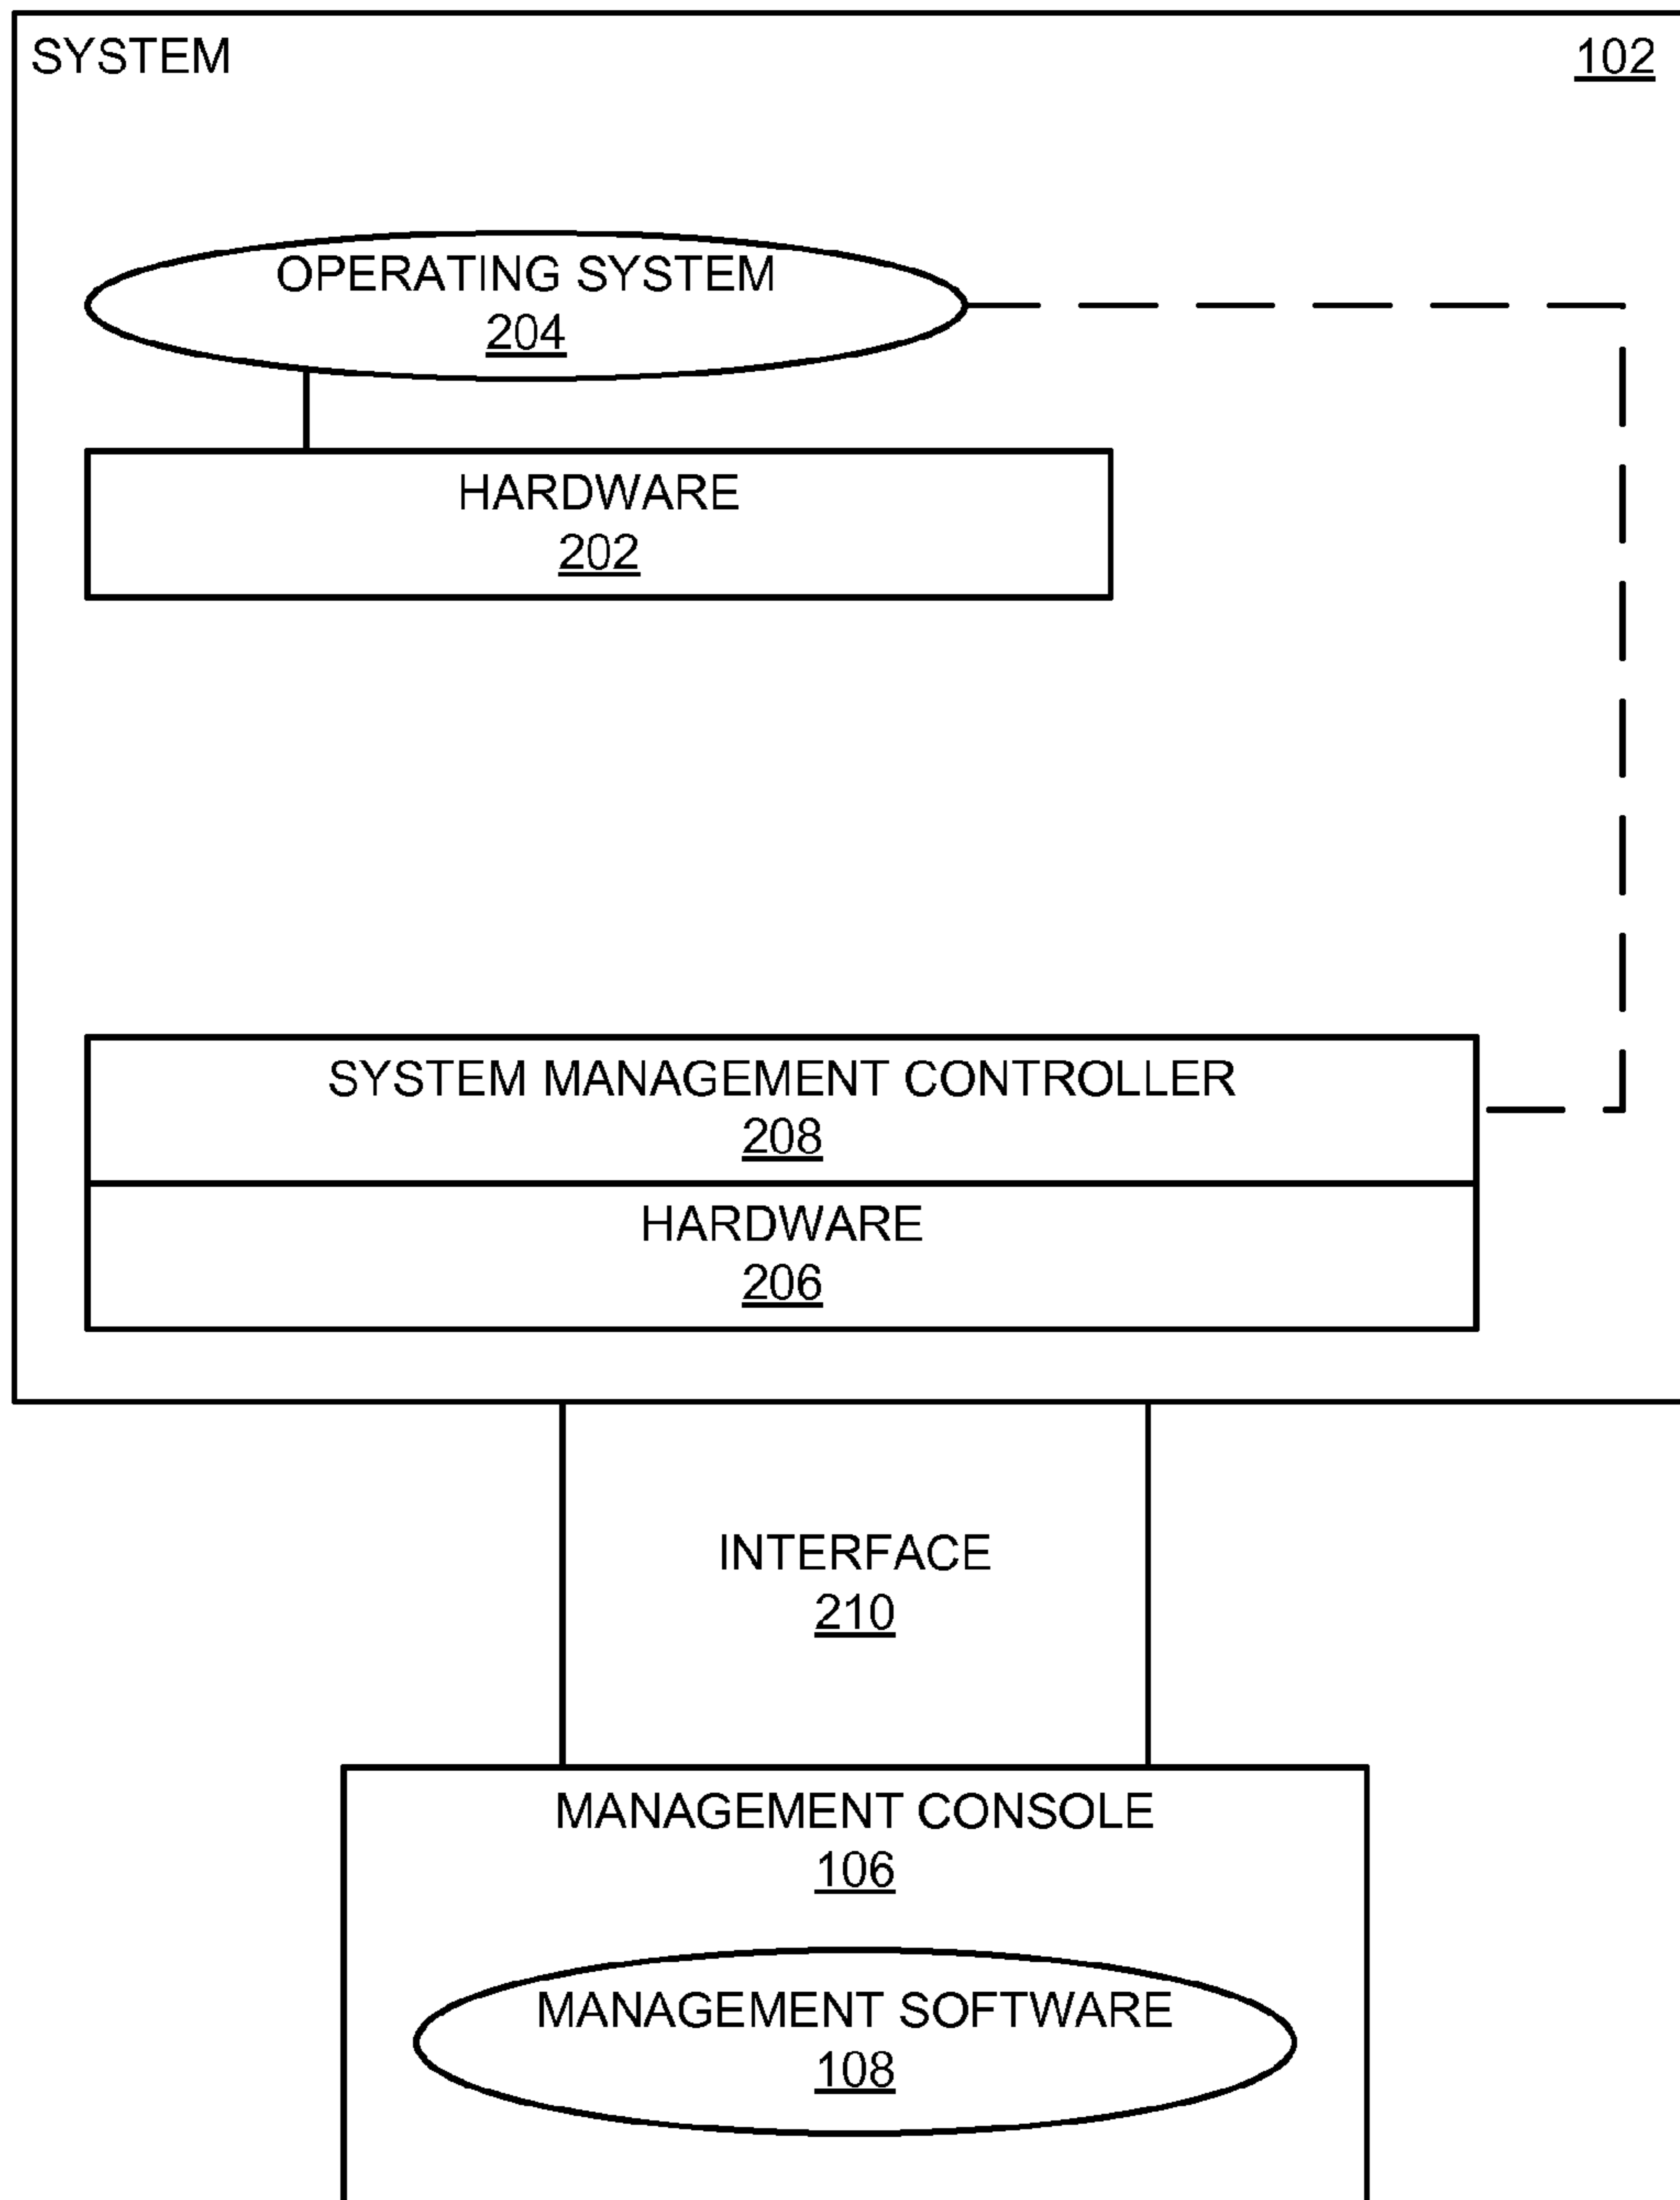 SYSTEM 102
OPERATING SYSTEM
204
HARDWARE
202
SYSTEM MANAGEMENT CONTROLLER
208
HARDWARE
206
INTERFACE
210
MANAGEMENT CONSOLE
106
MANAGEMENT SOFTWARE
108